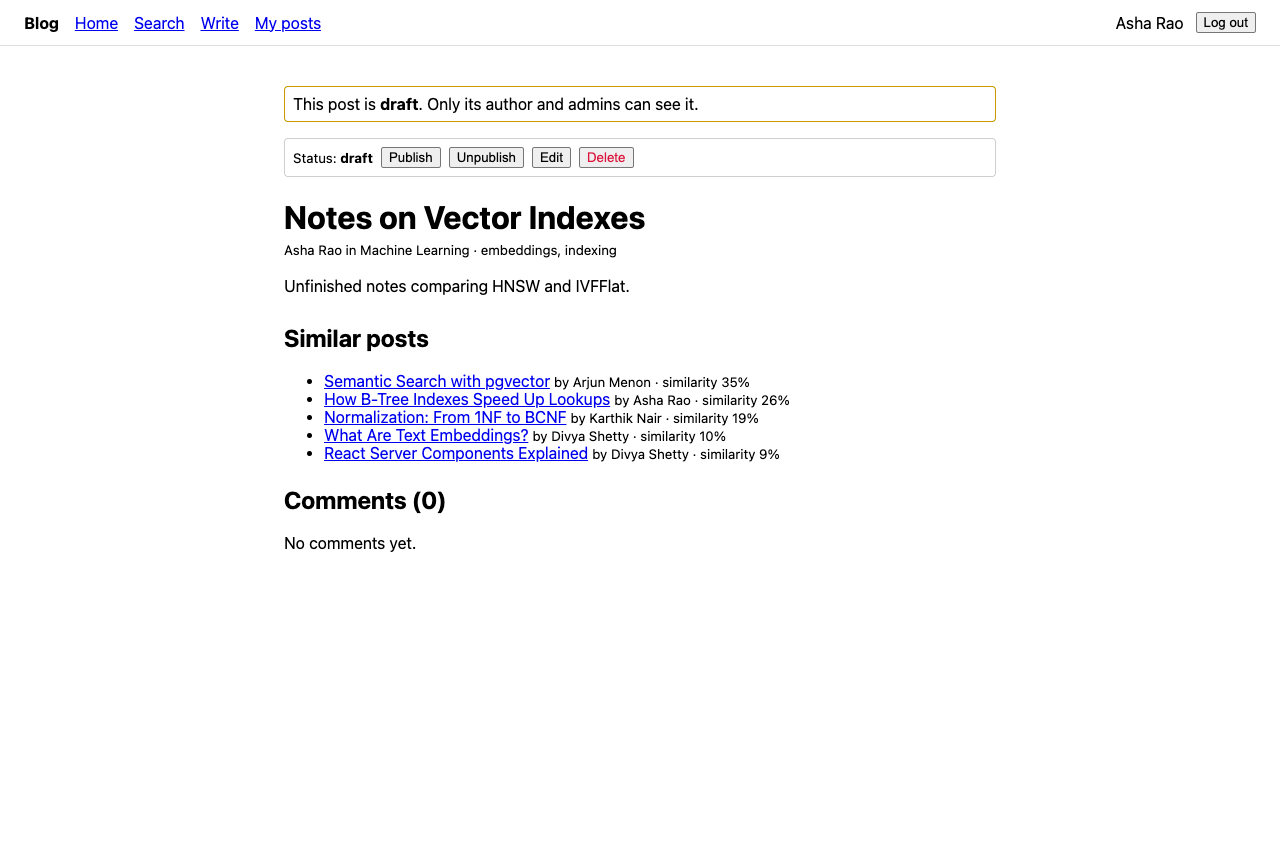 Blog Home Search Write My posts Asha Rao Log out
This post is draft. Only its author and admins can see it.
Status: draft Publish Unpublish Edit Delete
Notes on Vector Indexes
Asha Rao in Machine Learning · embeddings, indexing
Unfinished notes comparing HNSW and IVFFlat.
Similar posts
• Semantic Search with pgvector by Arjun Menon · similarity 35%
• How B-Tree Indexes Speed Up Lookups by Asha Rao · similarity 26%
• Normalization: From 1NF to BCNF by Karthik Nair · similarity 19%
• What Are Text Embeddings? by Divya Shetty · similarity 10%
• React Server Components Explained by Divya Shetty · similarity 9%
Comments (0)
No comments yet.